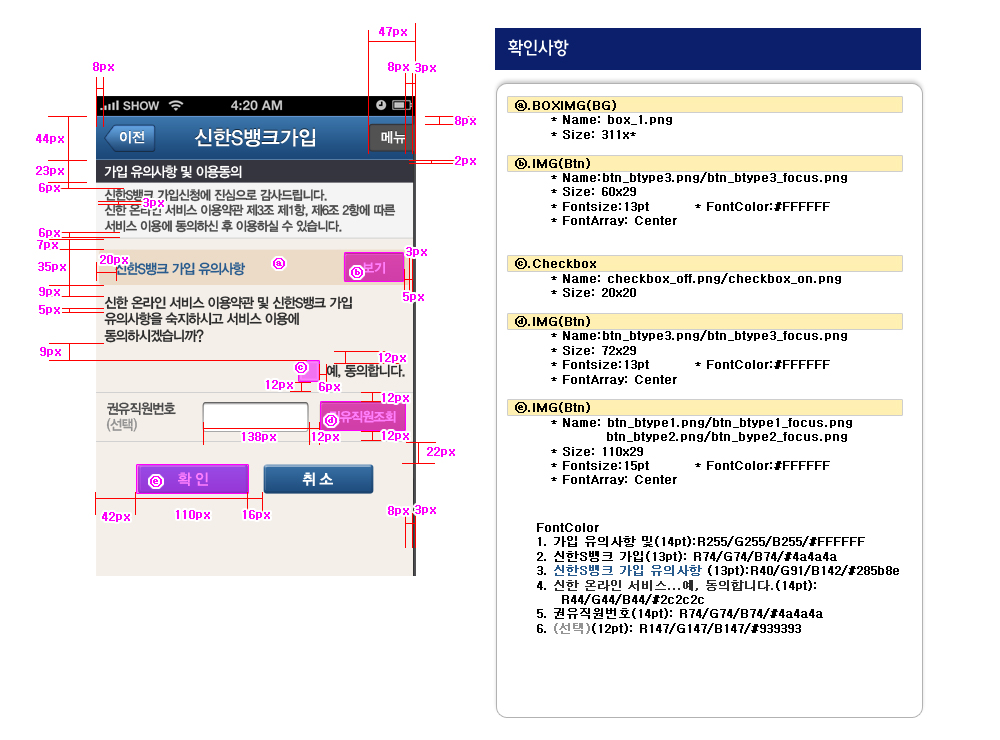 47px
8px
8px
3px
SHOW
4:20 AM
8px
44px
이전
신한S뱅크가입
메뉴
2px
23px
가입 유의사항 및 이용동의
6px
신한S뱅크 가입신청에 진심으로 감사드립니다.
3px
신한 온라인 서비스 이용약관 제3조 제1항, 제6조 2항에 따른
서비스 이용에 동의하신 후 이용하실 수 있습니다.
6px
7px
3px
20px
35px
신한S뱅크 가입 유의사항
ⓐ
ⓑ
보기
9px
5px
신한 온라인 서비스 이용약관 및 신한S뱅크 가입
5px
유의사항을 숙지하시고 서비스 이용에
동의하시겠습니까?
9px
12px
ⓒ
예, 동의합니다.
12px
6px
12px
권유직원번호
(선택)
ⓓ
권유직원조회
138px
12px
12px
22px
ⓔ
확 인
취 소
42px
110px
16px
8px
3px
확인사항
ⓐ.BOXIMG(BG)
* Name: box_1.png
* Size: 311x*
ⓑ.IMG(Btn)
* Name:btn_btype3.png/btn_btype3_focus.png
* Size: 60x29
* Fontsize:13pt * FontColor:#FFFFFF
* FontArray: Center
ⓒ.Checkbox
* Name: checkbox_off.png/checkbox_on.png
* Size: 20x20
ⓓ.IMG(Btn)
* Name:btn_btype3.png/btn_btype3_focus.png
* Size: 72x29
* Fontsize:13pt * FontColor:#FFFFFF
* FontArray: Center
ⓔ.IMG(Btn)
* Name: btn_btype1.png/btn_btype1_focus.png
btn_btype2.png/btn_bype2_focus.png
* Size: 110x29
* Fontsize:15pt * FontColor:#FFFFFF
* FontArray: Center
FontColor
1. 가입 유의사항 및(14pt):R255/G255/B255/#FFFFFF
2. 신한S뱅크 가입(13pt): R74/G74/B74/#4a4a4a
3. 신한S뱅크 가입 유의사항 (13pt):R40/G91/B142/#285b8e
4. 신한 온라인 서비스...예, 동의합니다.(14pt):
R44/G44/B44/#2c2c2c
5. 권유직원번호(14pt): R74/G74/B74/#4a4a4a
6. (선택)(12pt): R147/G147/B147/#939393